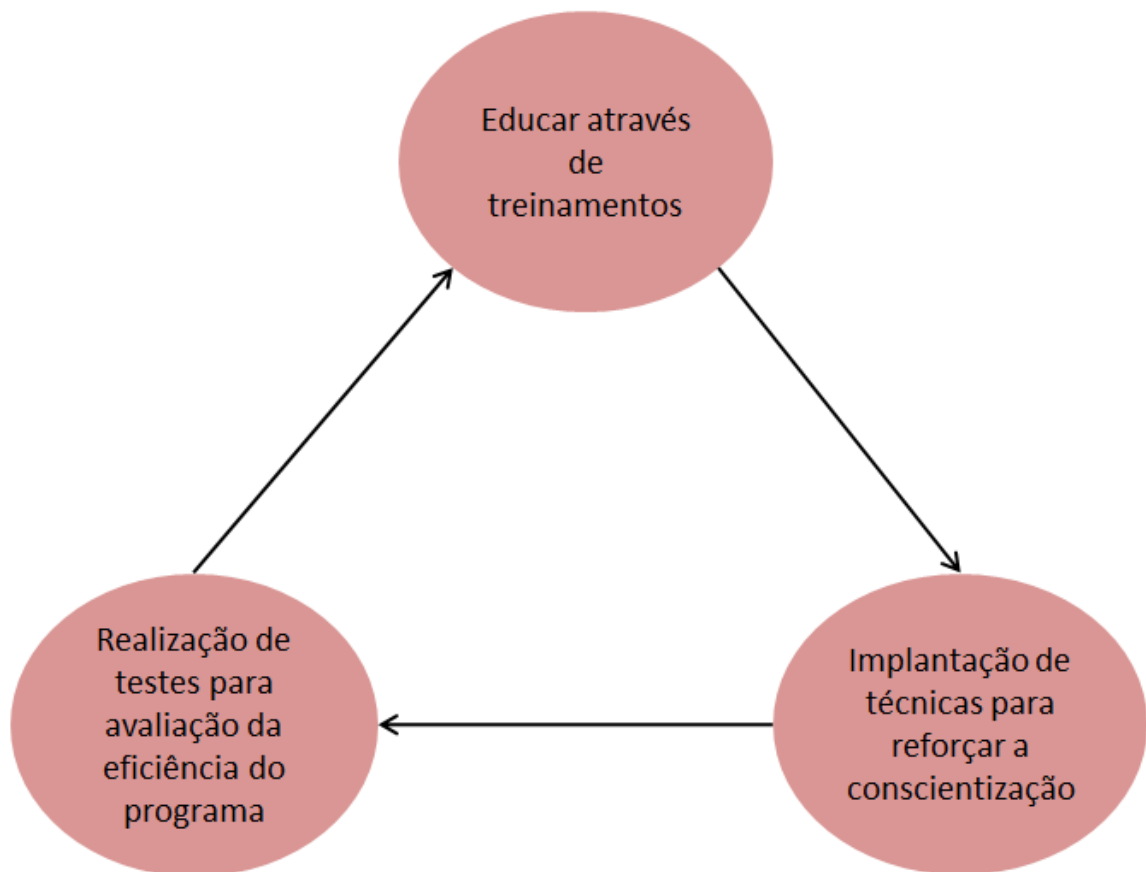 Educar através
de
treinamentos
Realização de
testes para
avaliação da
eficiência do
programa
Implantação de
técnicas para
reforçar a
conscientização